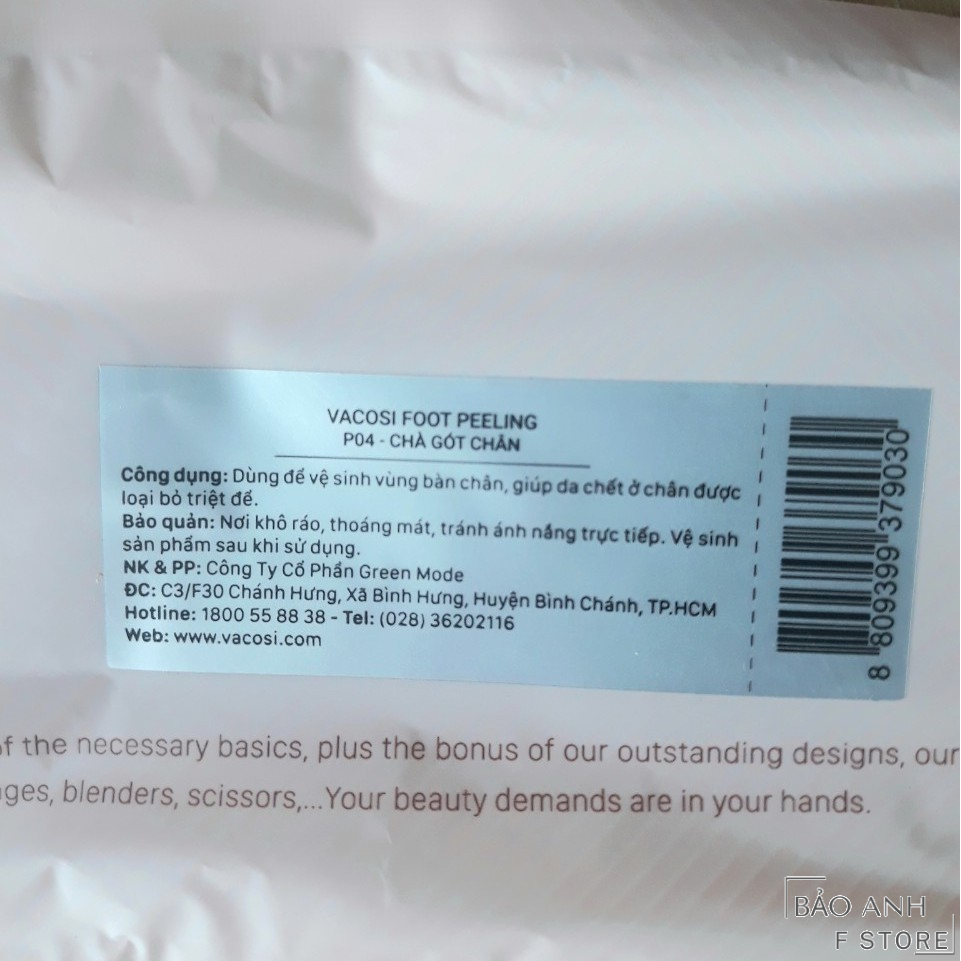 VACOSI FOOT PEELING
P04 - CHÀ GÓT CHÂN
Công dụng: Dùng để vệ sinh vùng bàn chân, giúp da chết ở chân được
loại bỏ triệt để.
Bảo quản: Nơi khô ráo, thoáng mát, tránh ánh nắng trực tiếp. Vệ sinh
sản phẩm sau khi sử dụng.
NK & PP: Công Ty Cổ Phần Green Mode
ĐC: C3/F30 Chánh Hưng, Xã Bình Hưng, Huyện Bình Chánh, TP.HCM
Hotline: 1800 55 88 38 - Tel: (028) 36202116
Web: www.vacosi.com
8 809399 379030
of the necessary basics, plus the bonus of our outstanding designs, our
ges, blenders, scissors,...Your beauty demands are in your hands.
BẢO ANH
F STORE